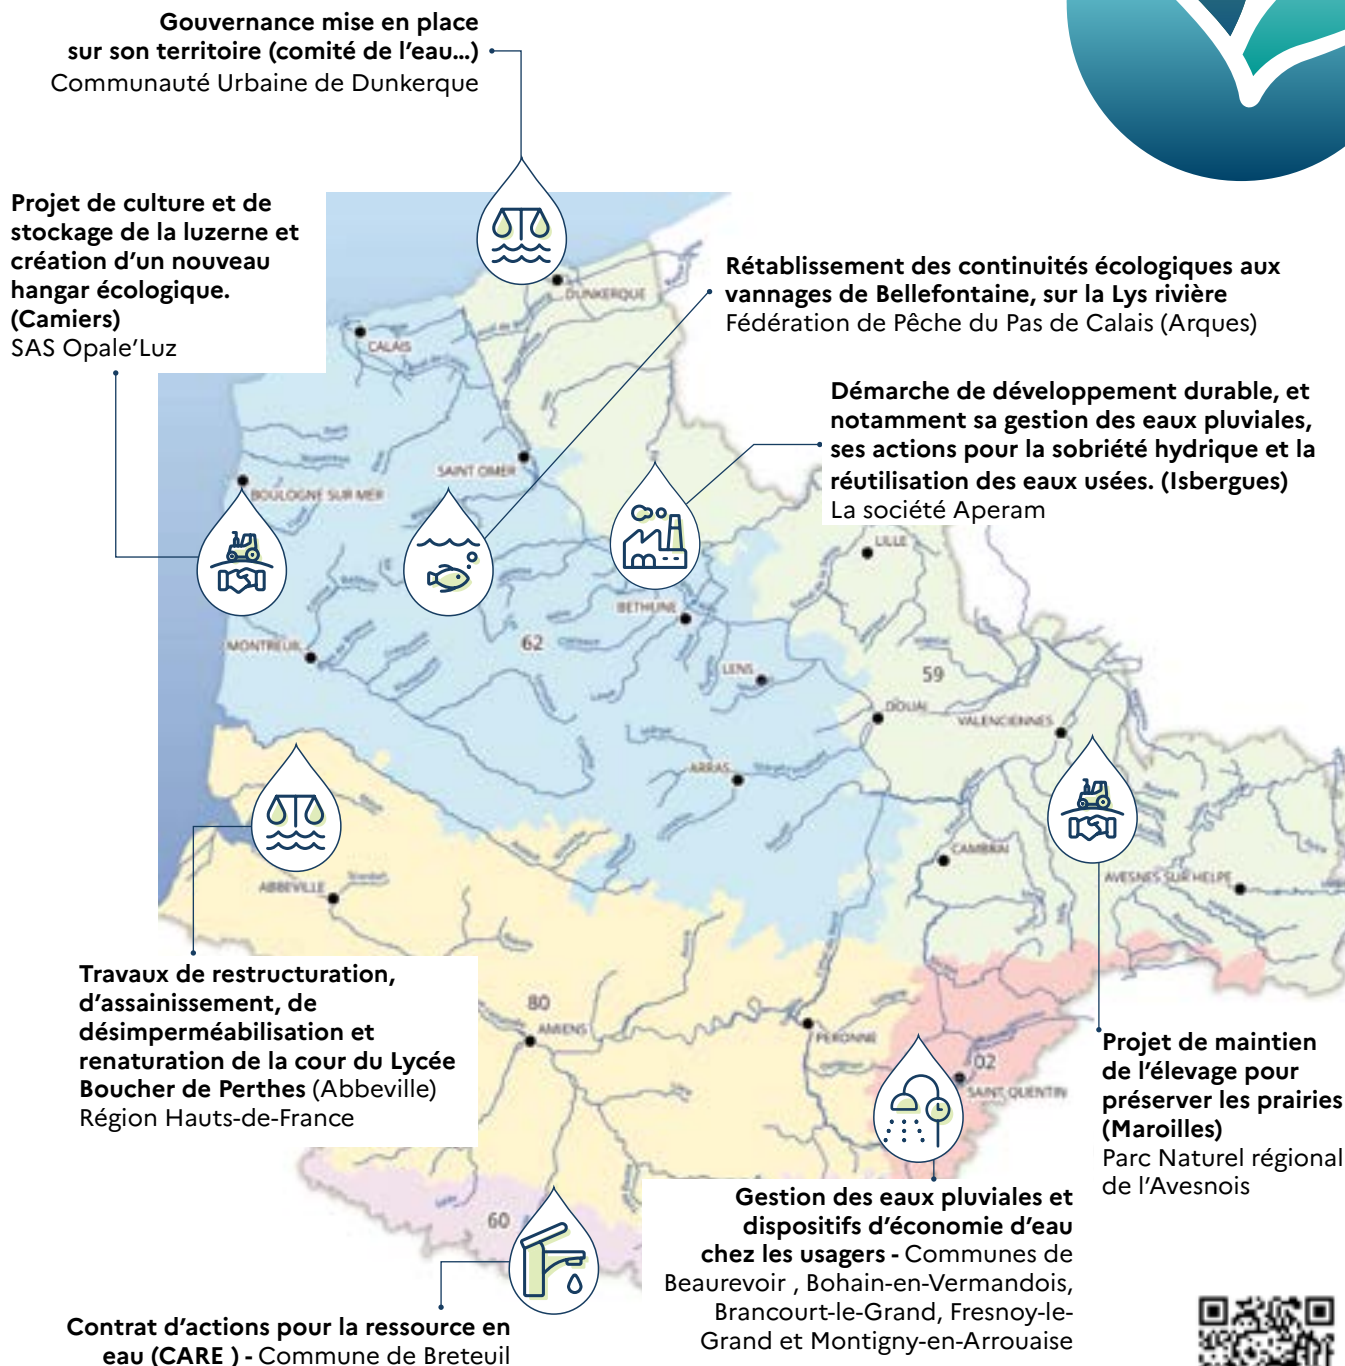 Gouvernance mise en place
sur son territoire (comité de l'eau...)
Communauté Urbaine de Dunkerque
Projet de culture et de
stockage de la luzerne et
création d'un nouveau
hangar écologique.
(Camiers)
SAS Opale'Luz
Rétablissement des continuités écologiques aux
vannages de Bellefontaine, sur la Lys rivière
Fédération de Pêche du Pas de Calais (Arques)
Démarche de développement durable, et
notamment sa gestion des eaux pluviales,
ses actions pour la sobriété hydrique et la
réutilisation des eaux usées. (Isbergues)
La société Aperam
DUNKERQUE
CALAIS
SAINT OMER
BOULOGNE SUR MER
LILLE
BETHUNE
MONTREUIL
62
LENS
59
DOUAI
VALENCIENNES
ARRAS
CAMBRAI
AVESNES SUR HELPE
ABBEVILLE
80
AMIENS
PERONNE
02
SAINT QUENTIN
60
Travaux de restructuration,
d'assainissement, de
désimperméabilisation et
renaturation de la cour du Lycée
Boucher de Perthes (Abbeville)
Région Hauts-de-France
Projet de maintien
de l'élevage pour
préserver les prairies
(Maroilles)
Parc Naturel régional
de l'Avesnois
Gestion des eaux pluviales et
dispositifs d'économie d'eau
chez les usagers - Communes de
Beaurevoir , Bohain-en-Vermandois,
Brancourt-le-Grand, Fresnoy-le-
Grand et Montigny-en-Arrouaise
Contrat d'actions pour la ressource en
eau (CARE ) - Commune de Breteuil